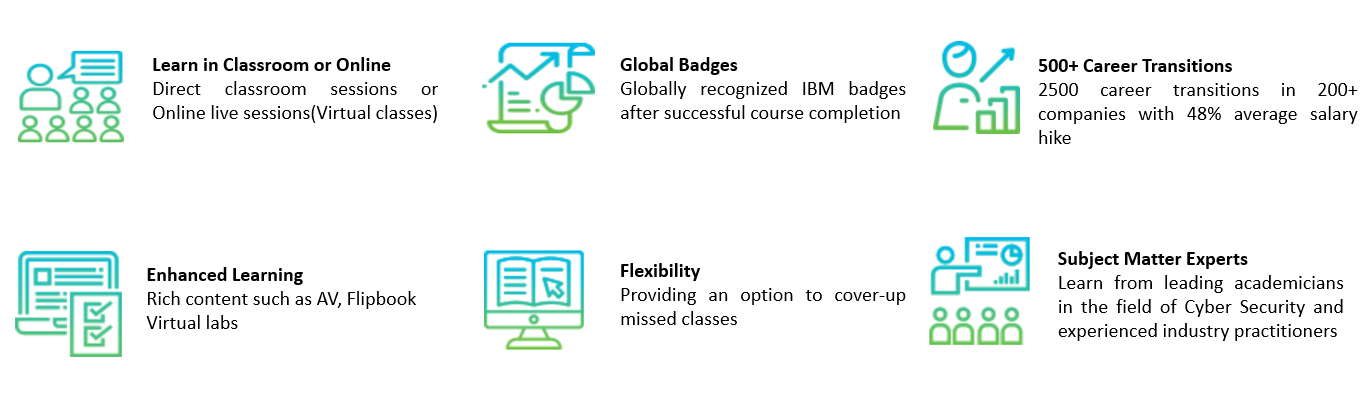 Learn in Classroom or Online
Direct classroom sessions or
Online live sessions(Virtual classes)
Global Badges
Globally recognized IBM badges
after successful course completion
500+ Career Transitions
2500 career transitions in 200+
companies with 48% average salary
hike
Enhanced Learning
Rich content such as AV, Flipbook
Virtual labs
Flexibility
Providing an option to cover-up
missed classes
Subject Matter Experts
Learn from leading academicians
in the field of Cyber Security and
experienced industry practitioners